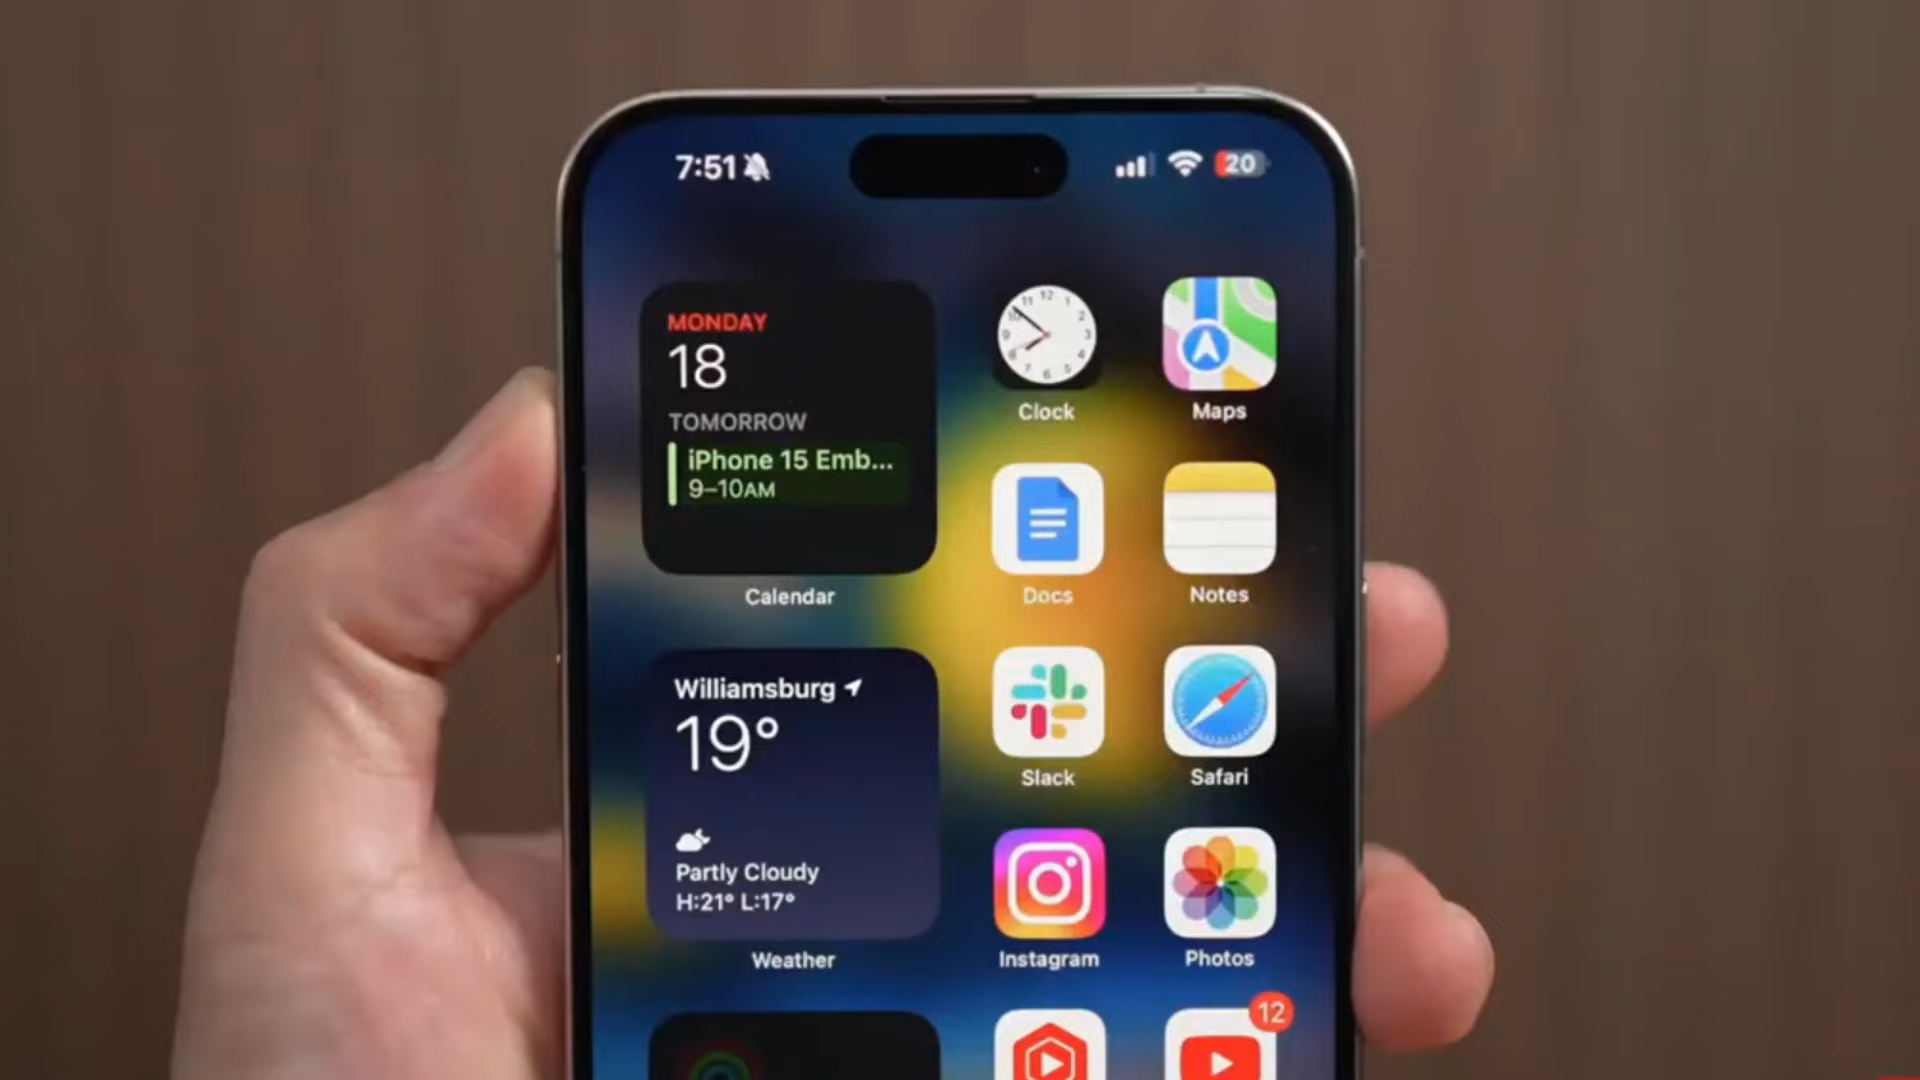 7:51
20
MONDAY
18
TOMORROW
iPhone 15 Emb...
9–10AM
Calendar
Clock
Maps
Docs
Notes
Williamsburg
19°
Partly Cloudy
H:21° L:17°
Weather
Slack
Safari
Instagram
Photos
12